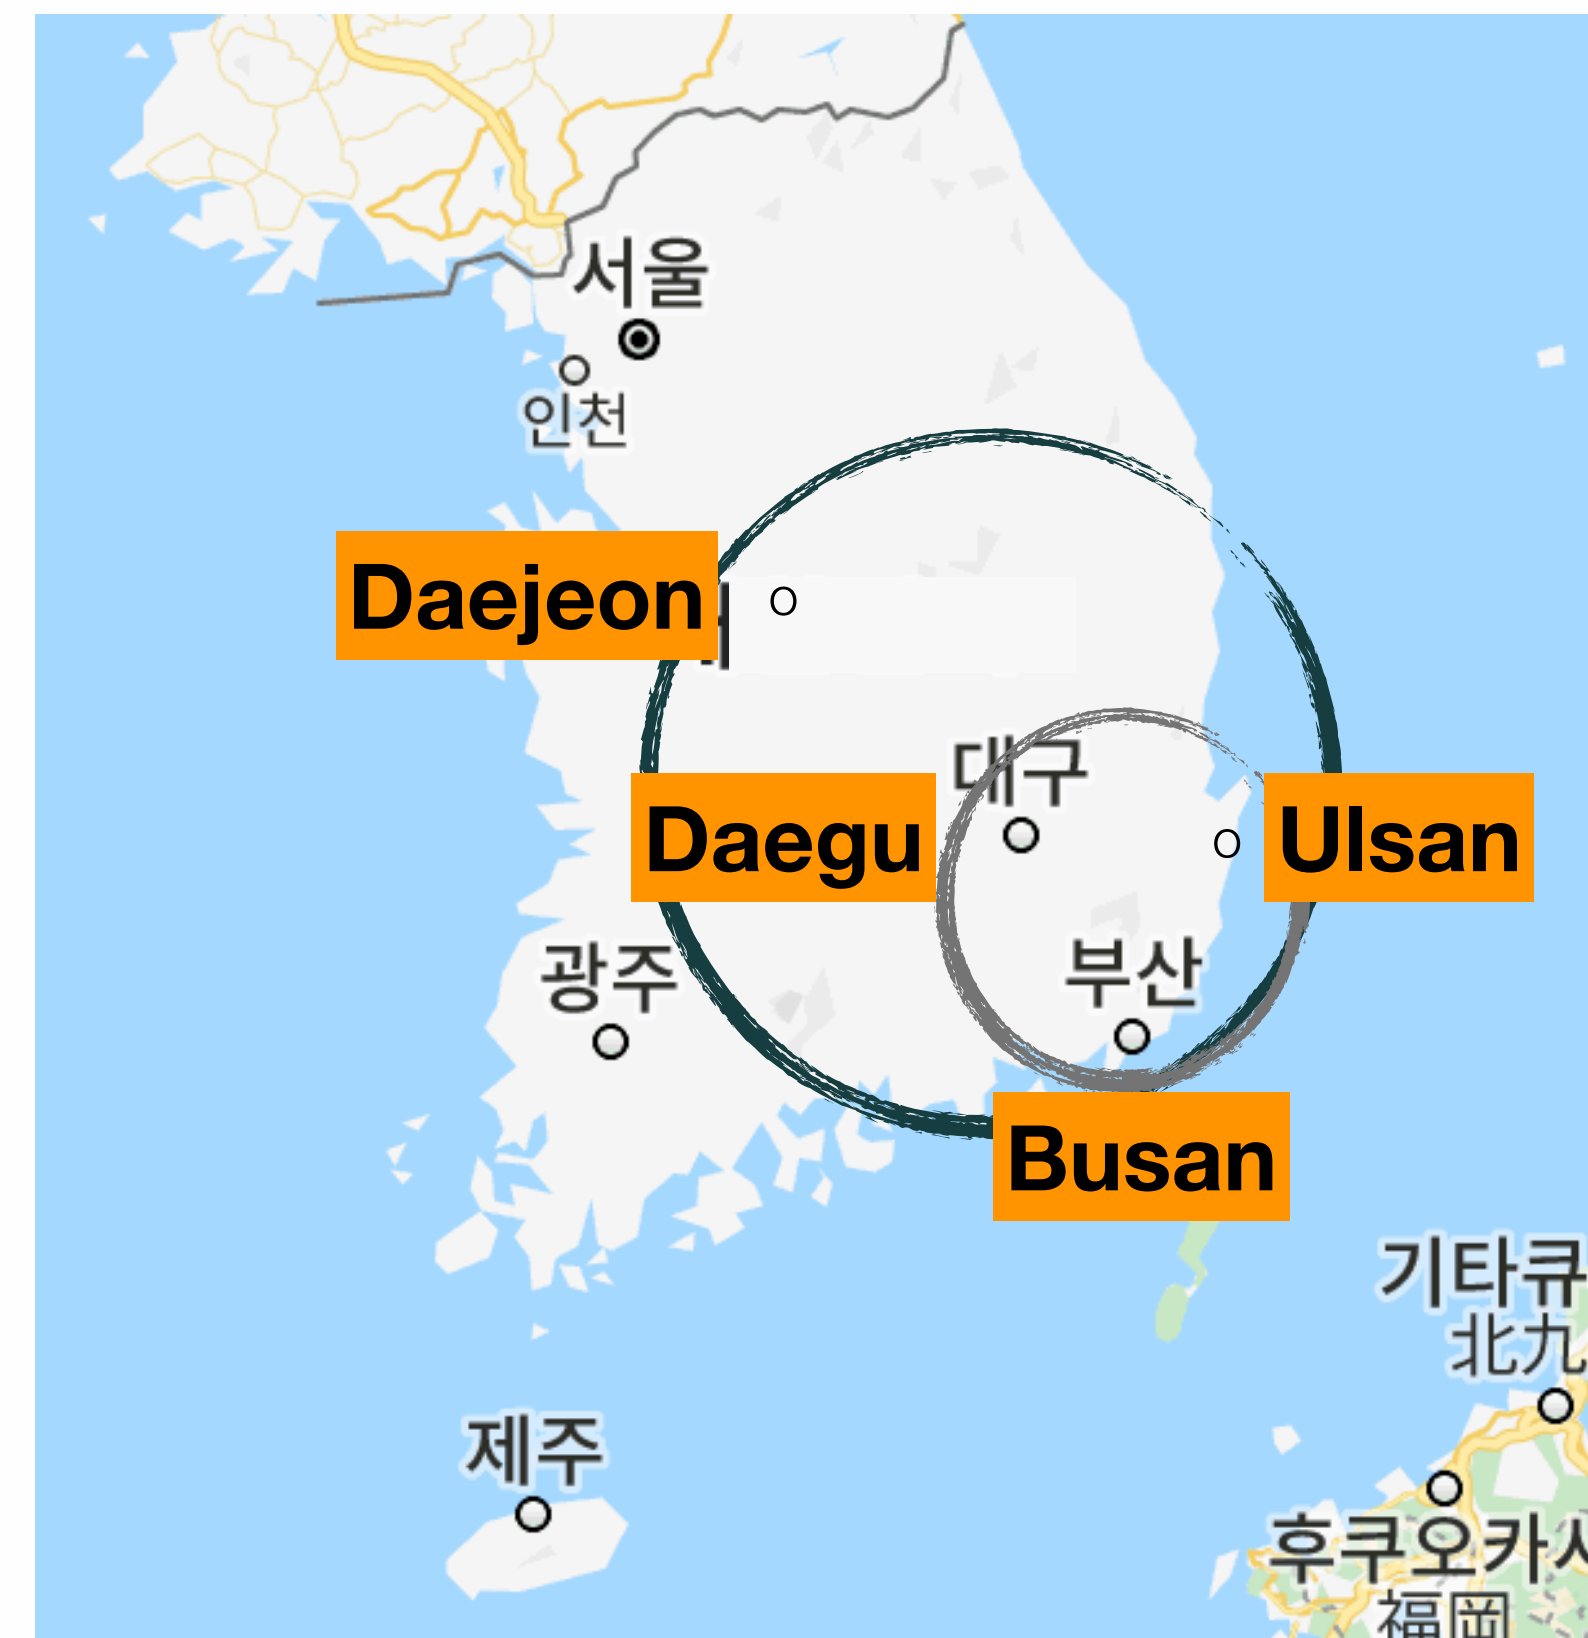 서울
인천
Daejeon
대구
Daegu
Ulsan
광주
부산
Busan
기타큐
北九
제주
후쿠오카
福岡